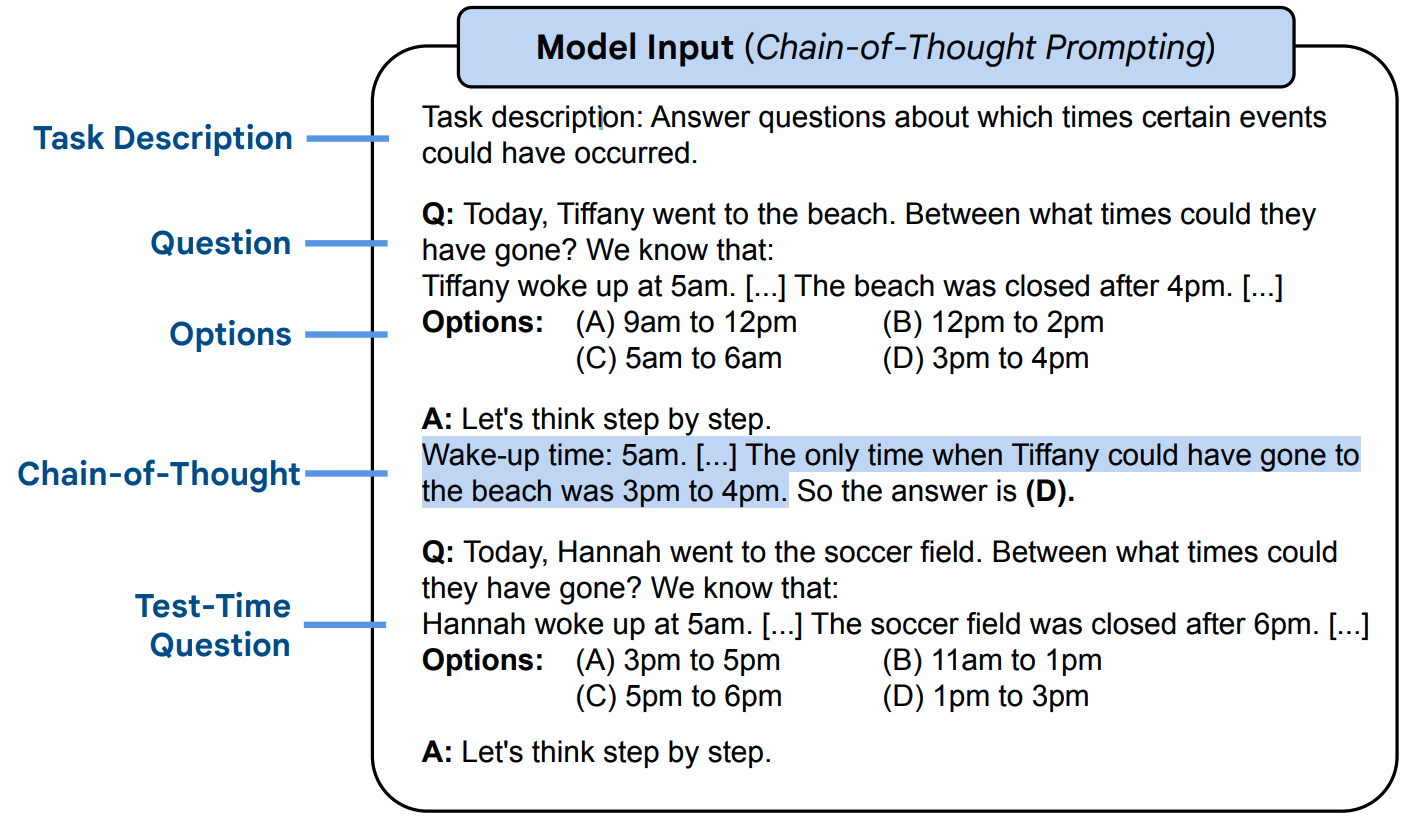 Model Input (Chain-of-Thought Prompting)
Task Description
Task description: Answer questions about which times certain events
could have occurred.
Question
Q: Today, Tiffany went to the beach. Between what times could they
have gone? We know that:
Tiffany woke up at 5am. [...] The beach was closed after 4pm. [...]
Options
Options: (A) 9am to 12pm (B) 12pm to 2pm
(C) 5am to 6am (D) 3pm to 4pm
A: Let's think step by step.
Chain-of-Thought
Wake-up time: 5am. [...] The only time when Tiffany could have gone to
the beach was 3pm to 4pm. So the answer is (D).
Test-Time
Question
Q: Today, Hannah went to the soccer field. Between what times could
they have gone? We know that:
Hannah woke up at 5am. [...] The soccer field was closed after 6pm. [...]
Options: (A) 3pm to 5pm (B) 11am to 1pm
(C) 5pm to 6pm (D) 1pm to 3pm
A: Let's think step by step.